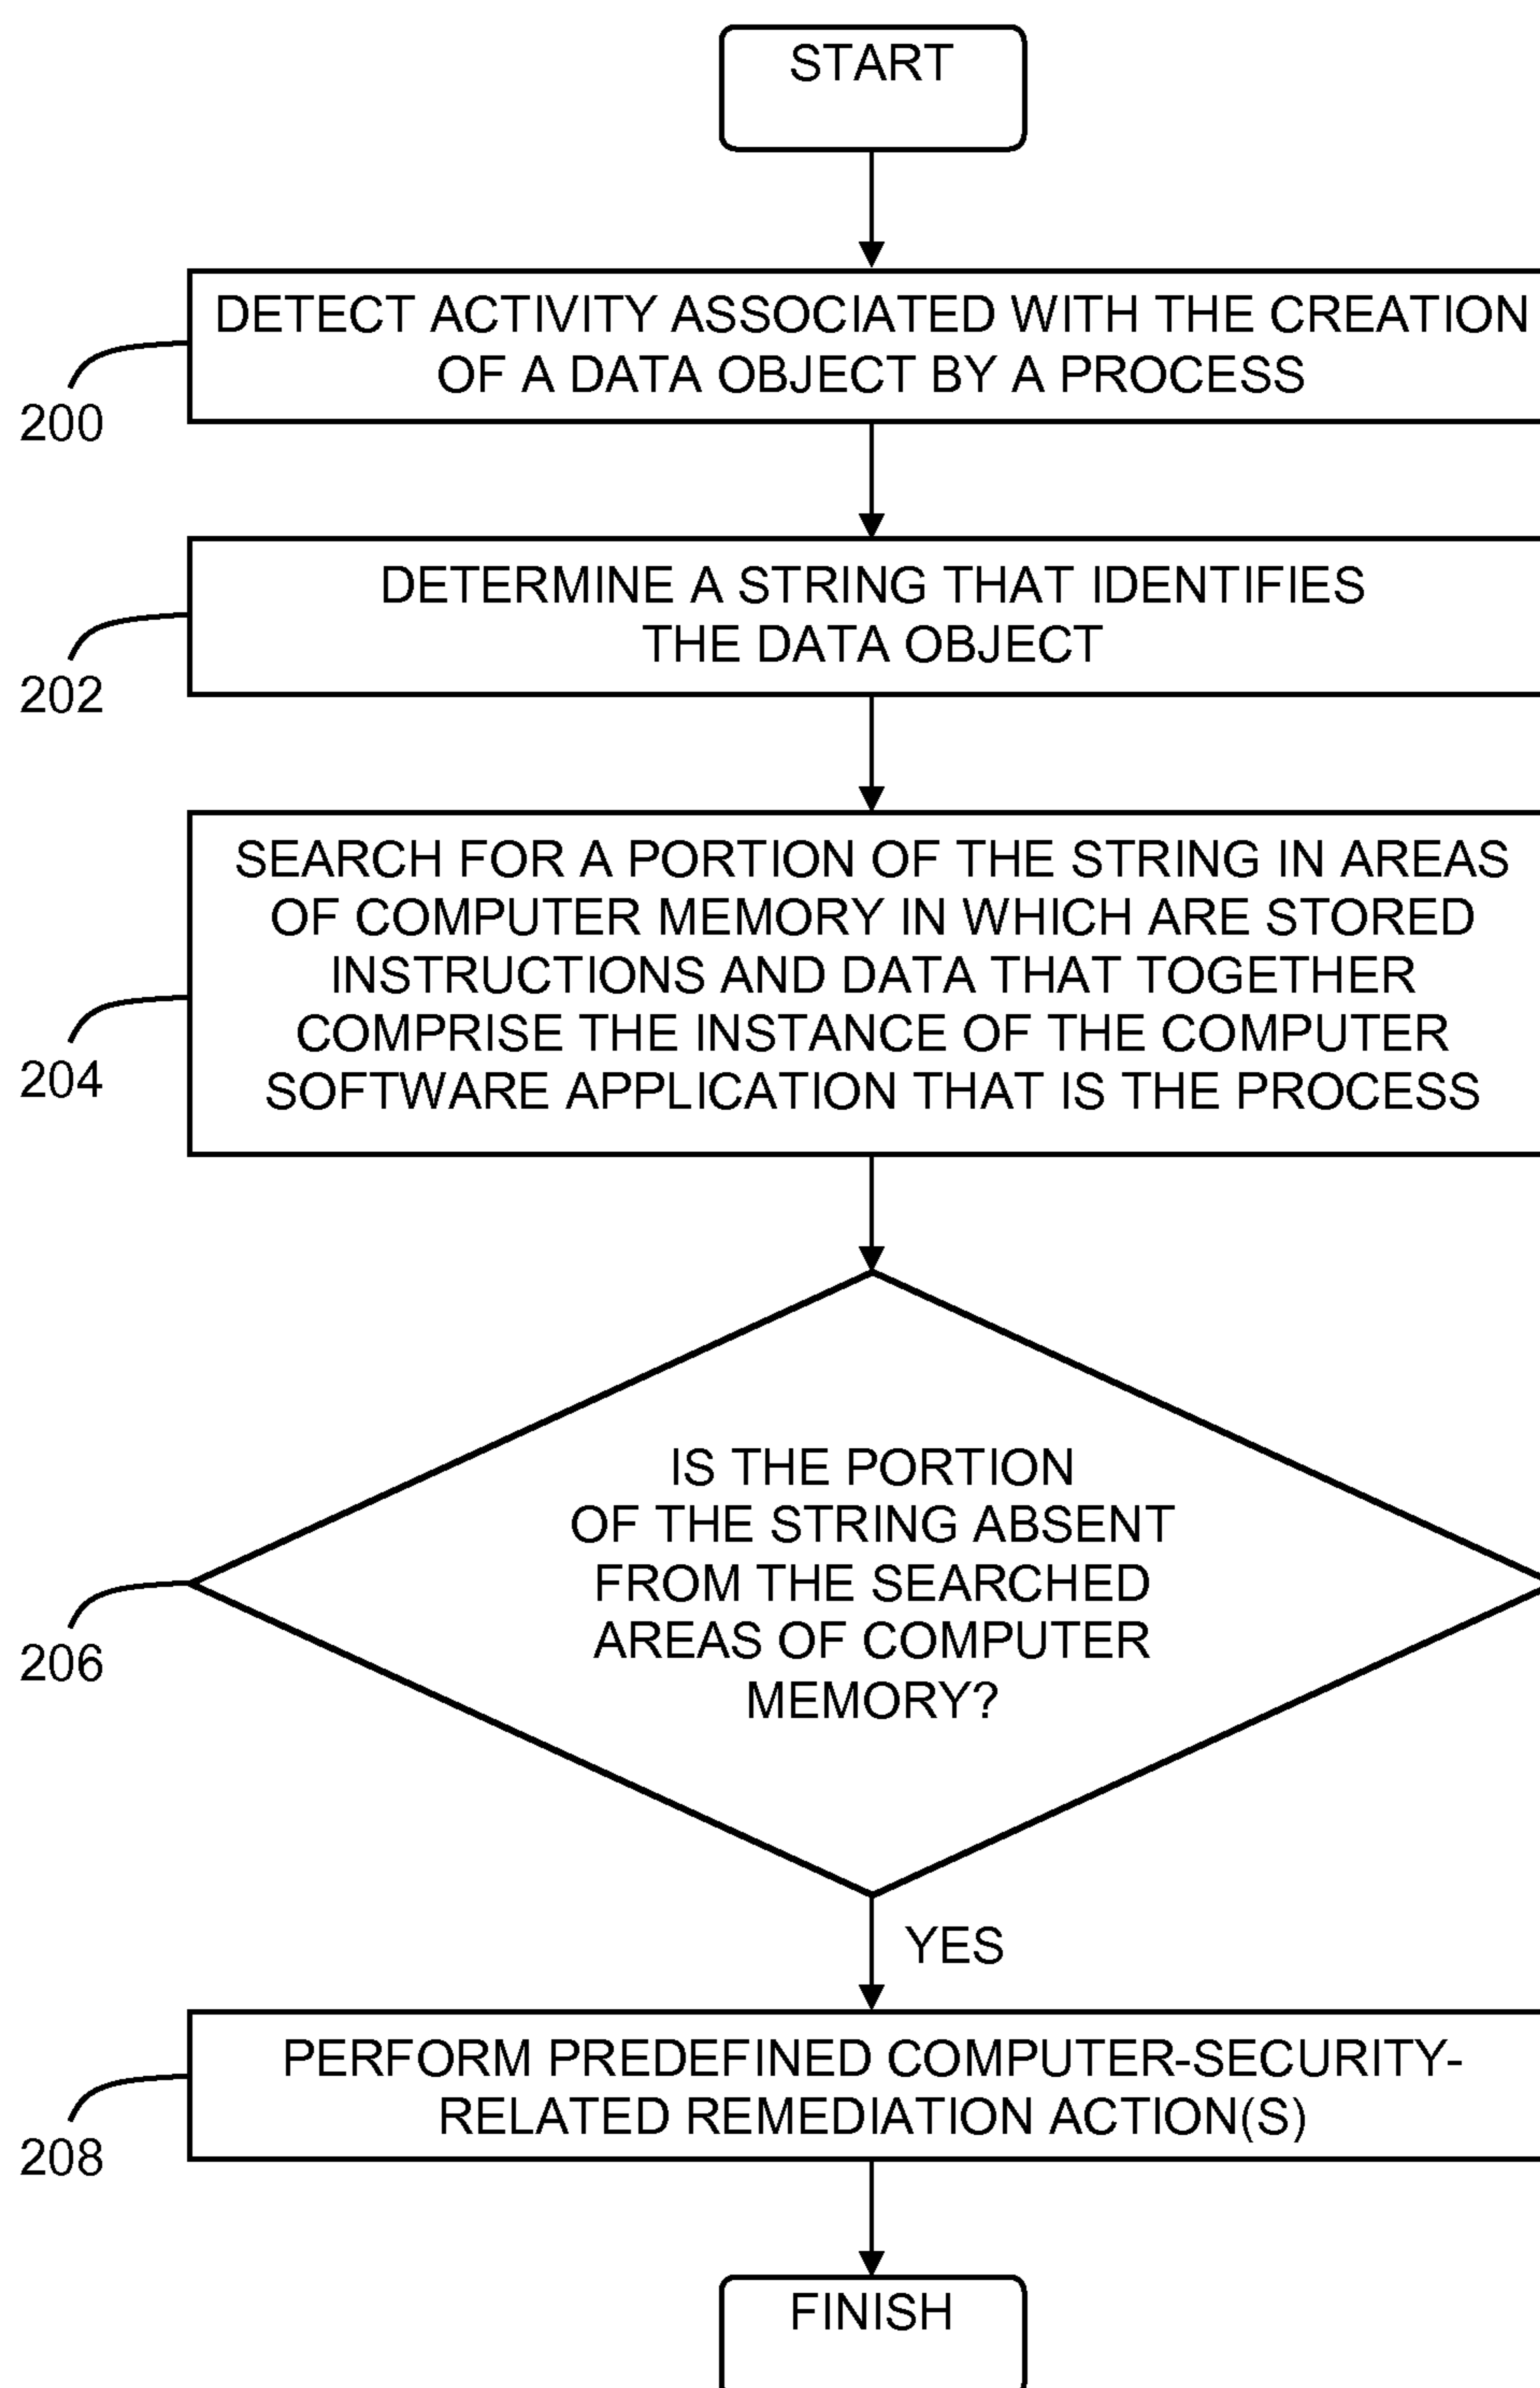 START
DETECT ACTIVITY ASSOCIATED WITH THE CREATION
OF A DATA OBJECT BY A PROCESS
200
DETERMINE A STRING THAT IDENTIFIES
THE DATA OBJECT
202
SEARCH FOR A PORTION OF THE STRING IN AREAS
OF COMPUTER MEMORY IN WHICH ARE STORED
INSTRUCTIONS AND DATA THAT TOGETHER
COMPRISE THE INSTANCE OF THE COMPUTER
SOFTWARE APPLICATION THAT IS THE PROCESS
204
IS THE PORTION
OF THE STRING ABSENT
FROM THE SEARCHED
AREAS OF COMPUTER
MEMORY?
206
YES
PERFORM PREDEFINED COMPUTER-SECURITY-
RELATED REMEDIATION ACTION(S)
208
FINISH